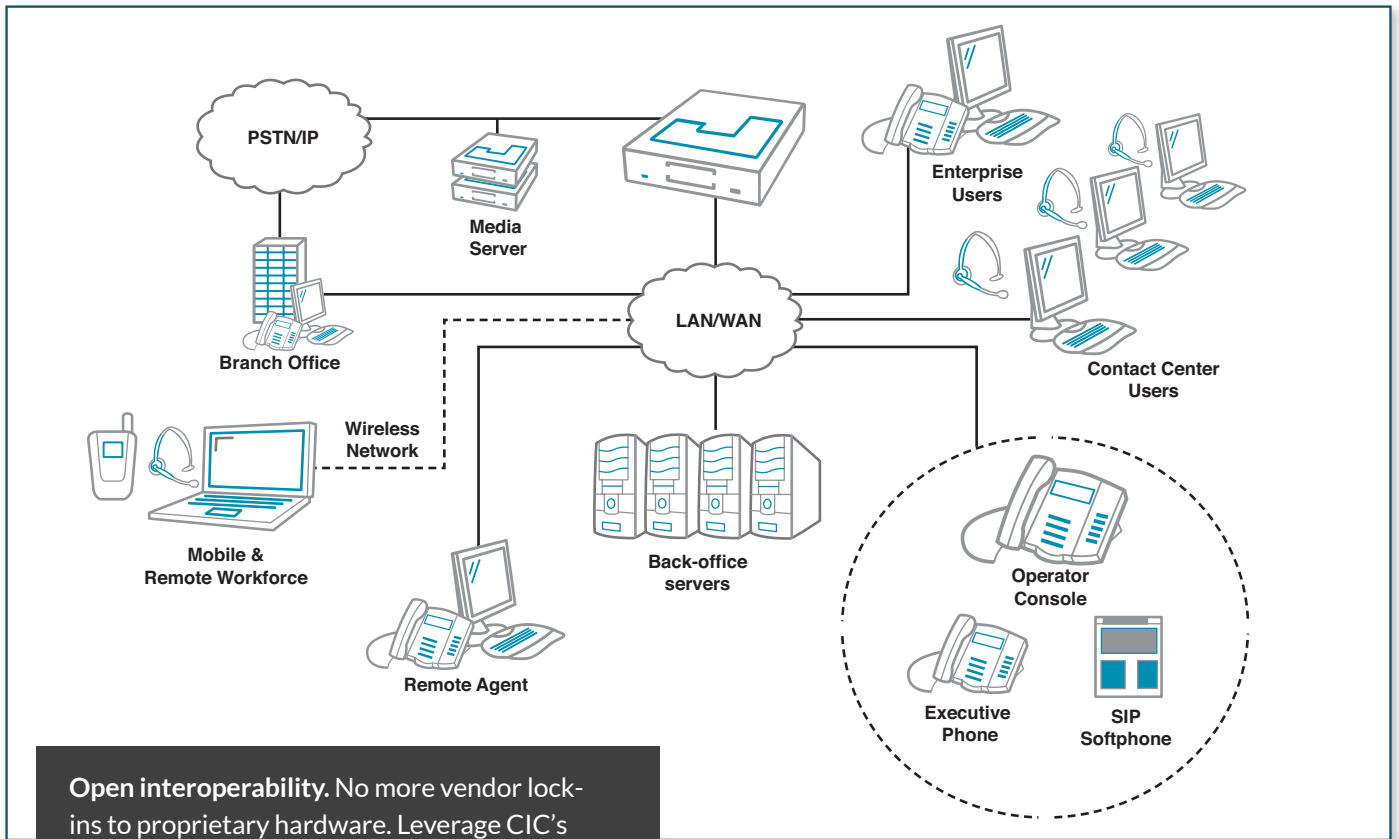 PSTN/IP
Media
Server
Enterprise
Users
LAN/WAN
Branch Office
Contact Center
Users
Wireless
Network
Mobile &
Remote Workforce
Back-office
servers
Operator
Console
Remote Agent
Executive
Phone
SIP
Softphone
Open interoperability. No more vendor lock-
ins to proprietary hardware. Leverage CIC’s